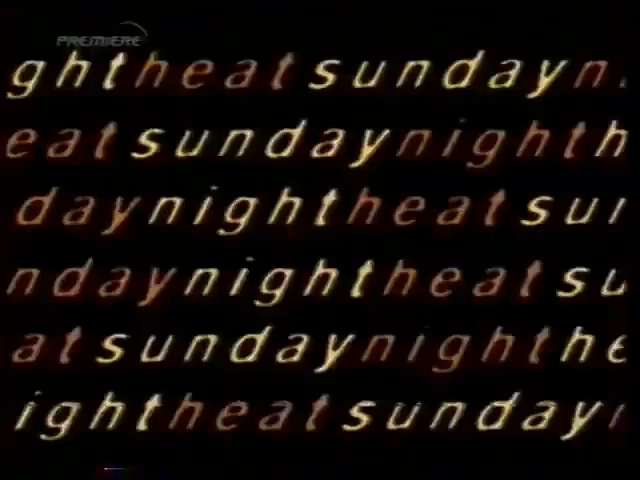 PREMIERE
ghtheatsundayn
eatsundaynighth
daynightheatsu
ndaynightheatsu
atsundaynighthe
ightheatsunday